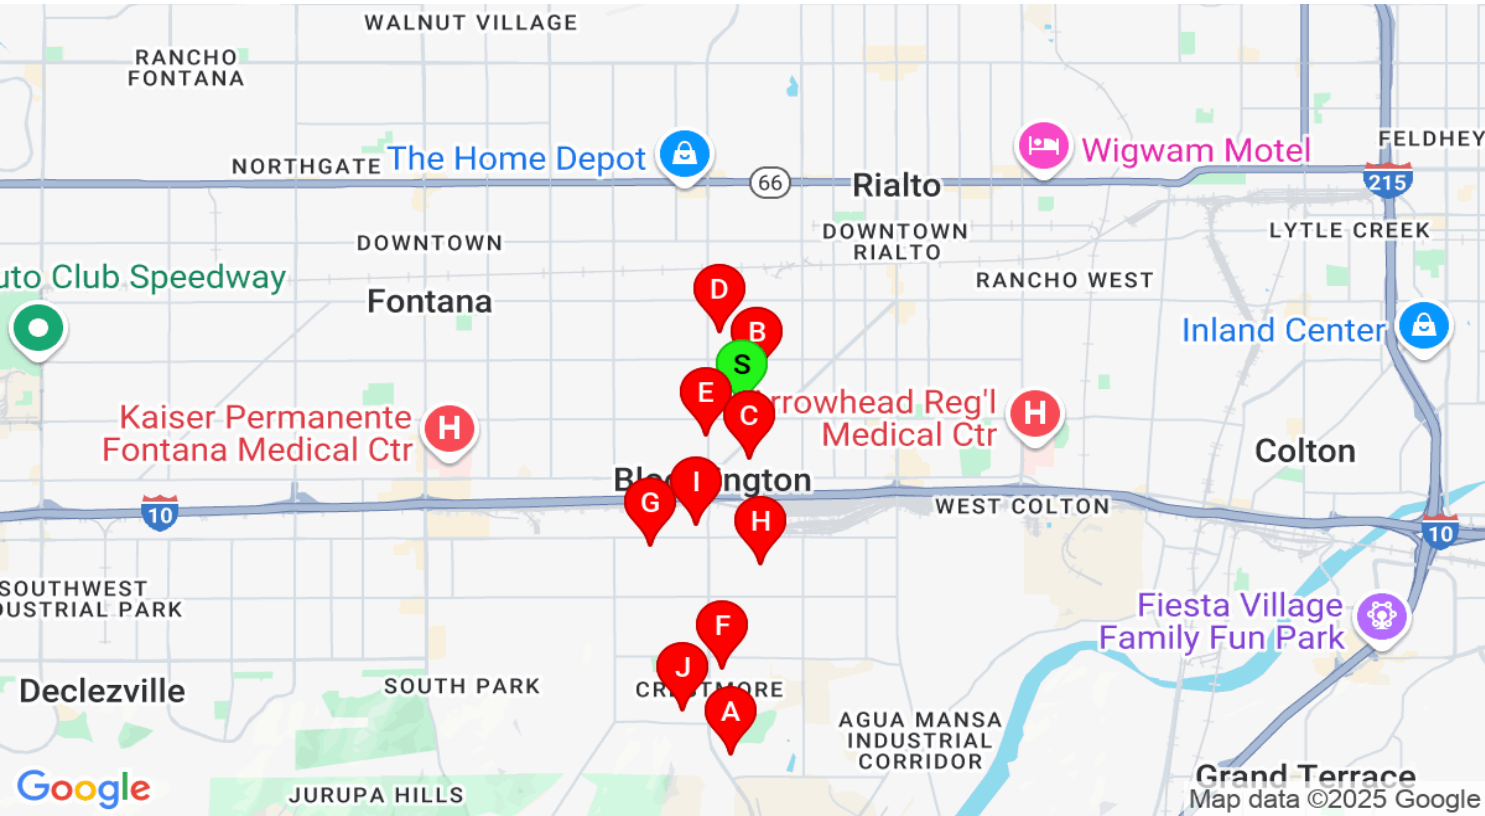 WALNUT VILLAGE
RANCHO
FONTANA
FELDHEY
NORTHGATE
The Home Depot
Wigwam Motel
66
Rialto
215
DOWNTOWN
DOWNTOWN
RIALTO
LYTLE CREEK
uto Club Speedway
RANCHO WEST
Fontana
D
B
Inland Center
S
E
C
rrowhead Reg'l
Medical Ctr
H
Kaiser Permanente
Fontana Medical Ctr
H
Colton
Blo
ington
I
G
H
WEST COLTON
10
10
SOUTHWEST
DUSTRIAL PARK
Fiesta Village
Family Fun Park
F
J
CR
STMORE
A
Declezville
SOUTH PARK
AGUA MANSA
INDUSTRIAL
CORRIDOR
Google
JURUPA HILLS
Grand Terrace
Map data ©2025 Google